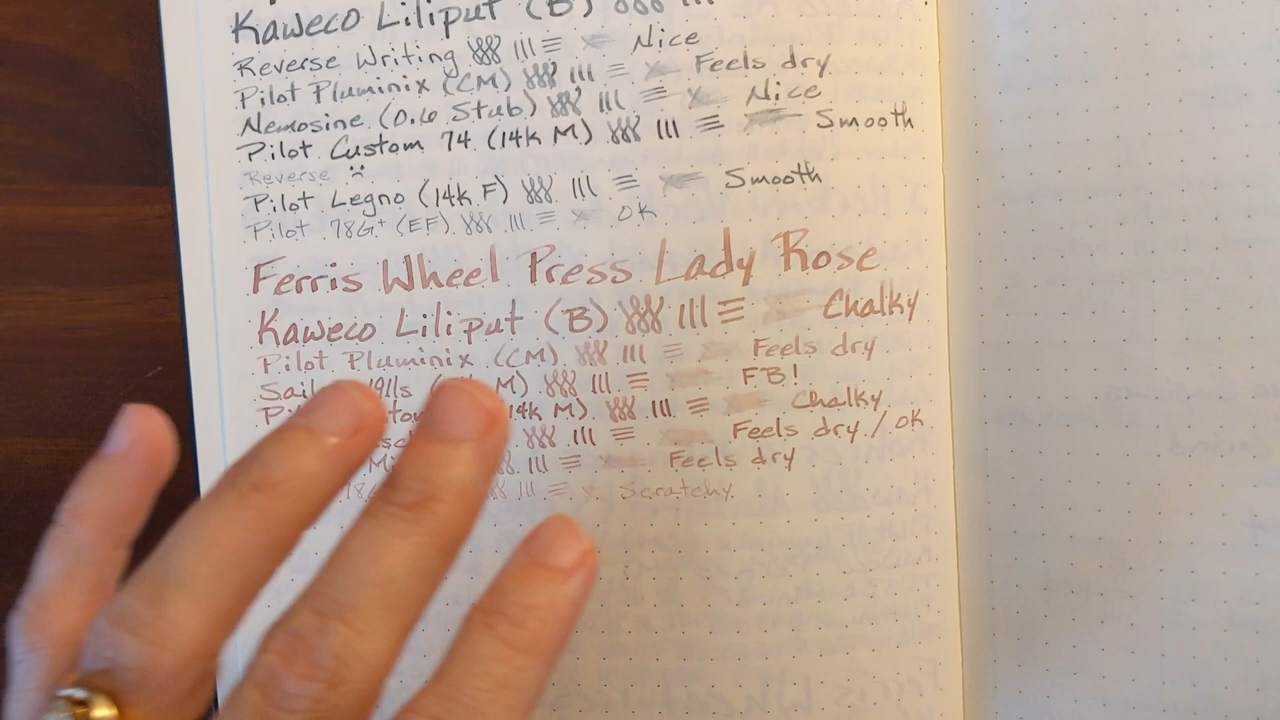 Kaweco Liliput (B)
Reverse Writing Nice
Pilot Pluminix (CM) Feels dry
Nemosine (0.6 Stub) Nice
Pilot Custom 74 (14k M) Smooth
Reverse
Pilot Legno (14k F) Smooth
Pilot 78G+ (EF) OK
Ferris Wheel Press Lady Rose
Kaweco Liliput (B) Chalky
Pilot Pluminix (CM) Feels dry
1911s M) FB!
(14k M) Chalky
Feels dry / OK
Feels dry
Scratchy